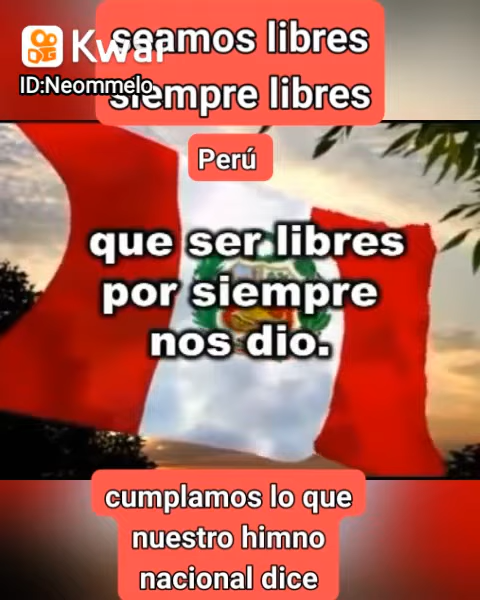 seamos libres
Kwai
ID:Neommelo
siempre libres
Perú
que ser libres
por siempre
nos dio.
cumplamos lo que
nuestro himno
nacional dice